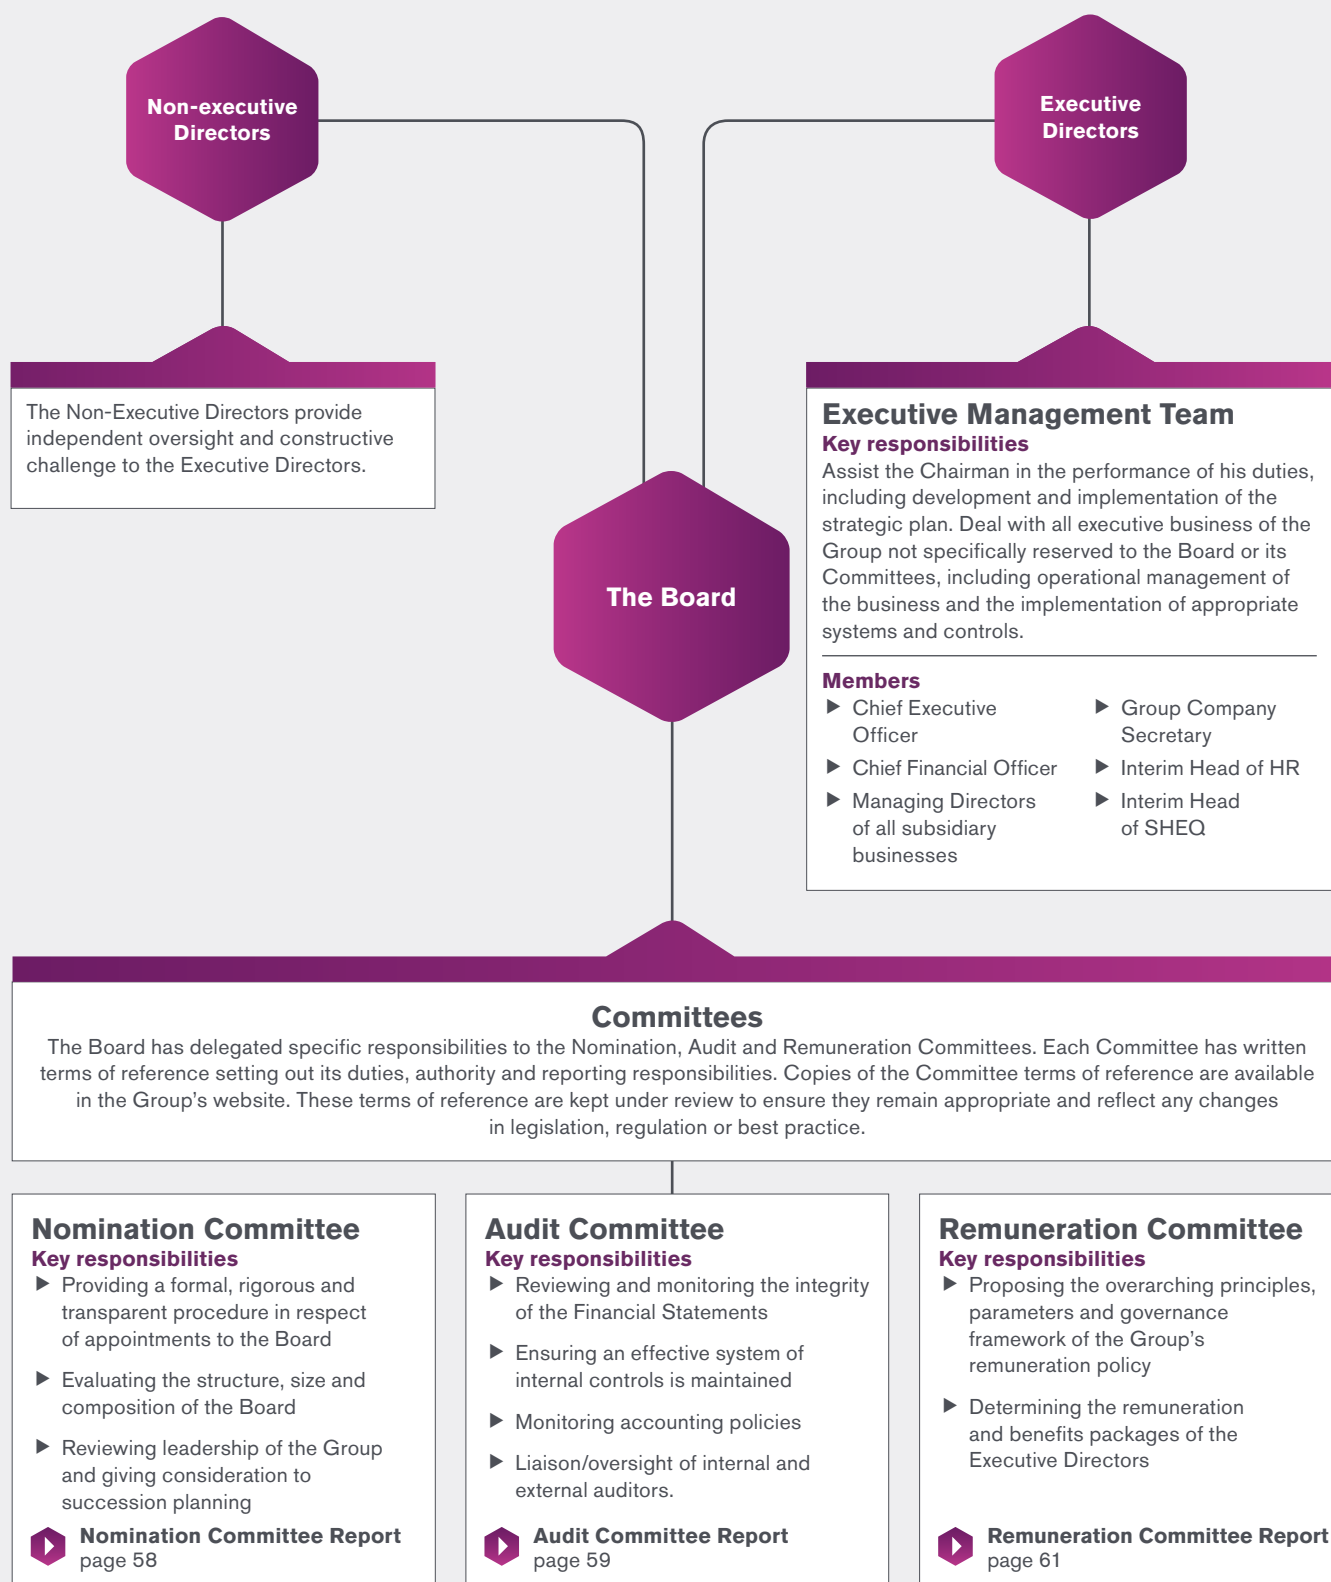 Non-executive
Directors
Executive
Directors
The Non-Executive Directors provide
independent oversight and constructive
challenge to the Executive Directors.
The Board
Executive Management Team
Key responsibilities
Assist the Chairman in the performance of his duties,
including development and implementation of the
strategic plan. Deal with all executive business of the
Group not specifically reserved to the Board or its
Committees, including operational management of
the business and the implementation of appropriate
systems and controls.
Members
Chief Executive
Officer
Chief Financial Officer
Managing Directors
of all subsidiary
businesses
Group Company
Secretary
Interim Head of HR
Interim Head
of SHEQ
Committees
The Board has delegated specific responsibilities to the Nomination, Audit and Remuneration Committees. Each Committee has written
terms of reference setting out its duties, authority and reporting responsibilities. Copies of the Committee terms of reference are available
in the Group's website. These terms of reference are kept under review to ensure they remain appropriate and reflect any changes
in legislation, regulation or best practice.
Nomination Committee
Key responsibilities
Providing a formal, rigorous and
transparent procedure in respect
of appointments to the Board
Evaluating the structure, size and
composition of the Board
Reviewing leadership of the Group
and giving consideration to
succession planning
Nomination Committee Report
page 58
Audit Committee
Key responsibilities
Reviewing and monitoring the integrity
of the Financial Statements
Ensuring an effective system of
internal controls is maintained
Monitoring accounting policies
Liaison/oversight of internal and
external auditors.
Audit Committee Report
page 59
Remuneration Committee
Key responsibilities
Proposing the overarching principles,
parameters and governance
framework of the Group's
remuneration policy
Determining the remuneration
and benefits packages of the
Executive Directors
Remuneration Committee Report
page 61